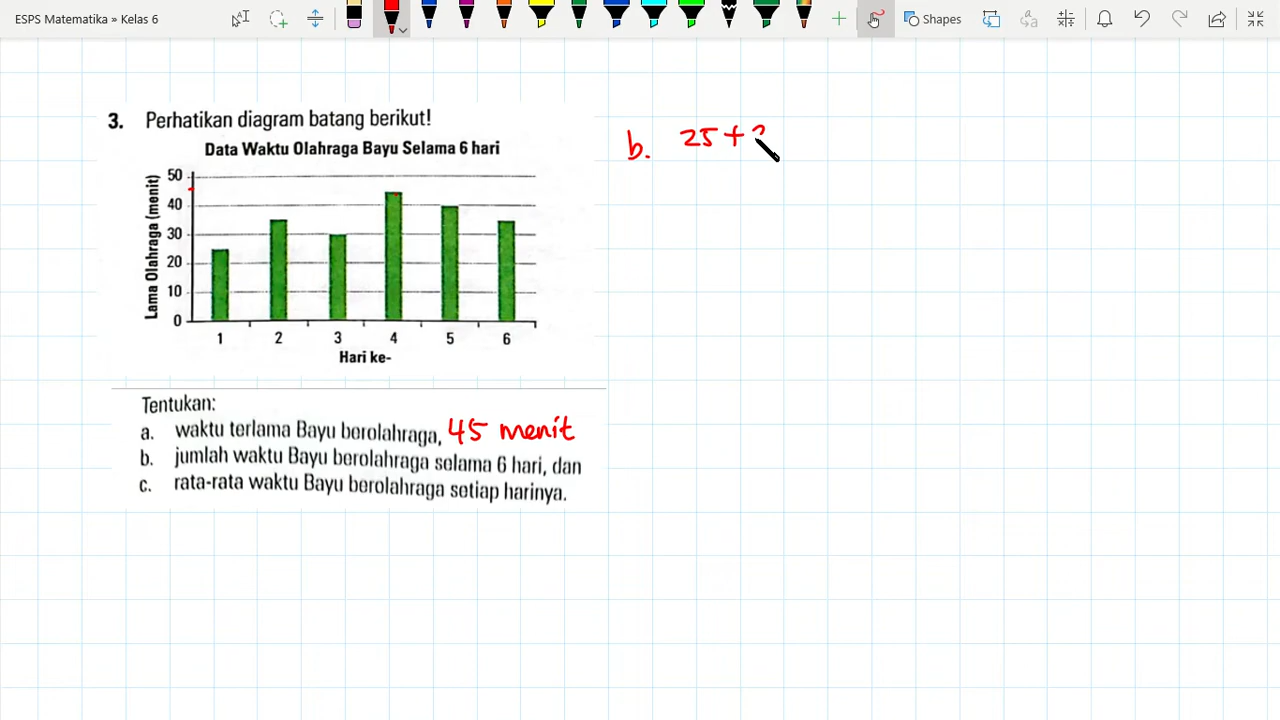 ESPS Matematika » Kelas 6
Shapes
3. Perhatikan diagram batang berikut!
Data Waktu Olahraga Bayu Selama 6 hari
Lama Olahraga (menit)
50
40
30
20
10
0
1 2 3 4 5 6
Hari ke-
Tentukan:
a. waktu terlama Bayu berolahraga, 45 menit
b. jumlah waktu Bayu berolahraga selama 6 hari, dan
c. rata-rata waktu Bayu berolahraga setiap harinya.
b. 25 +